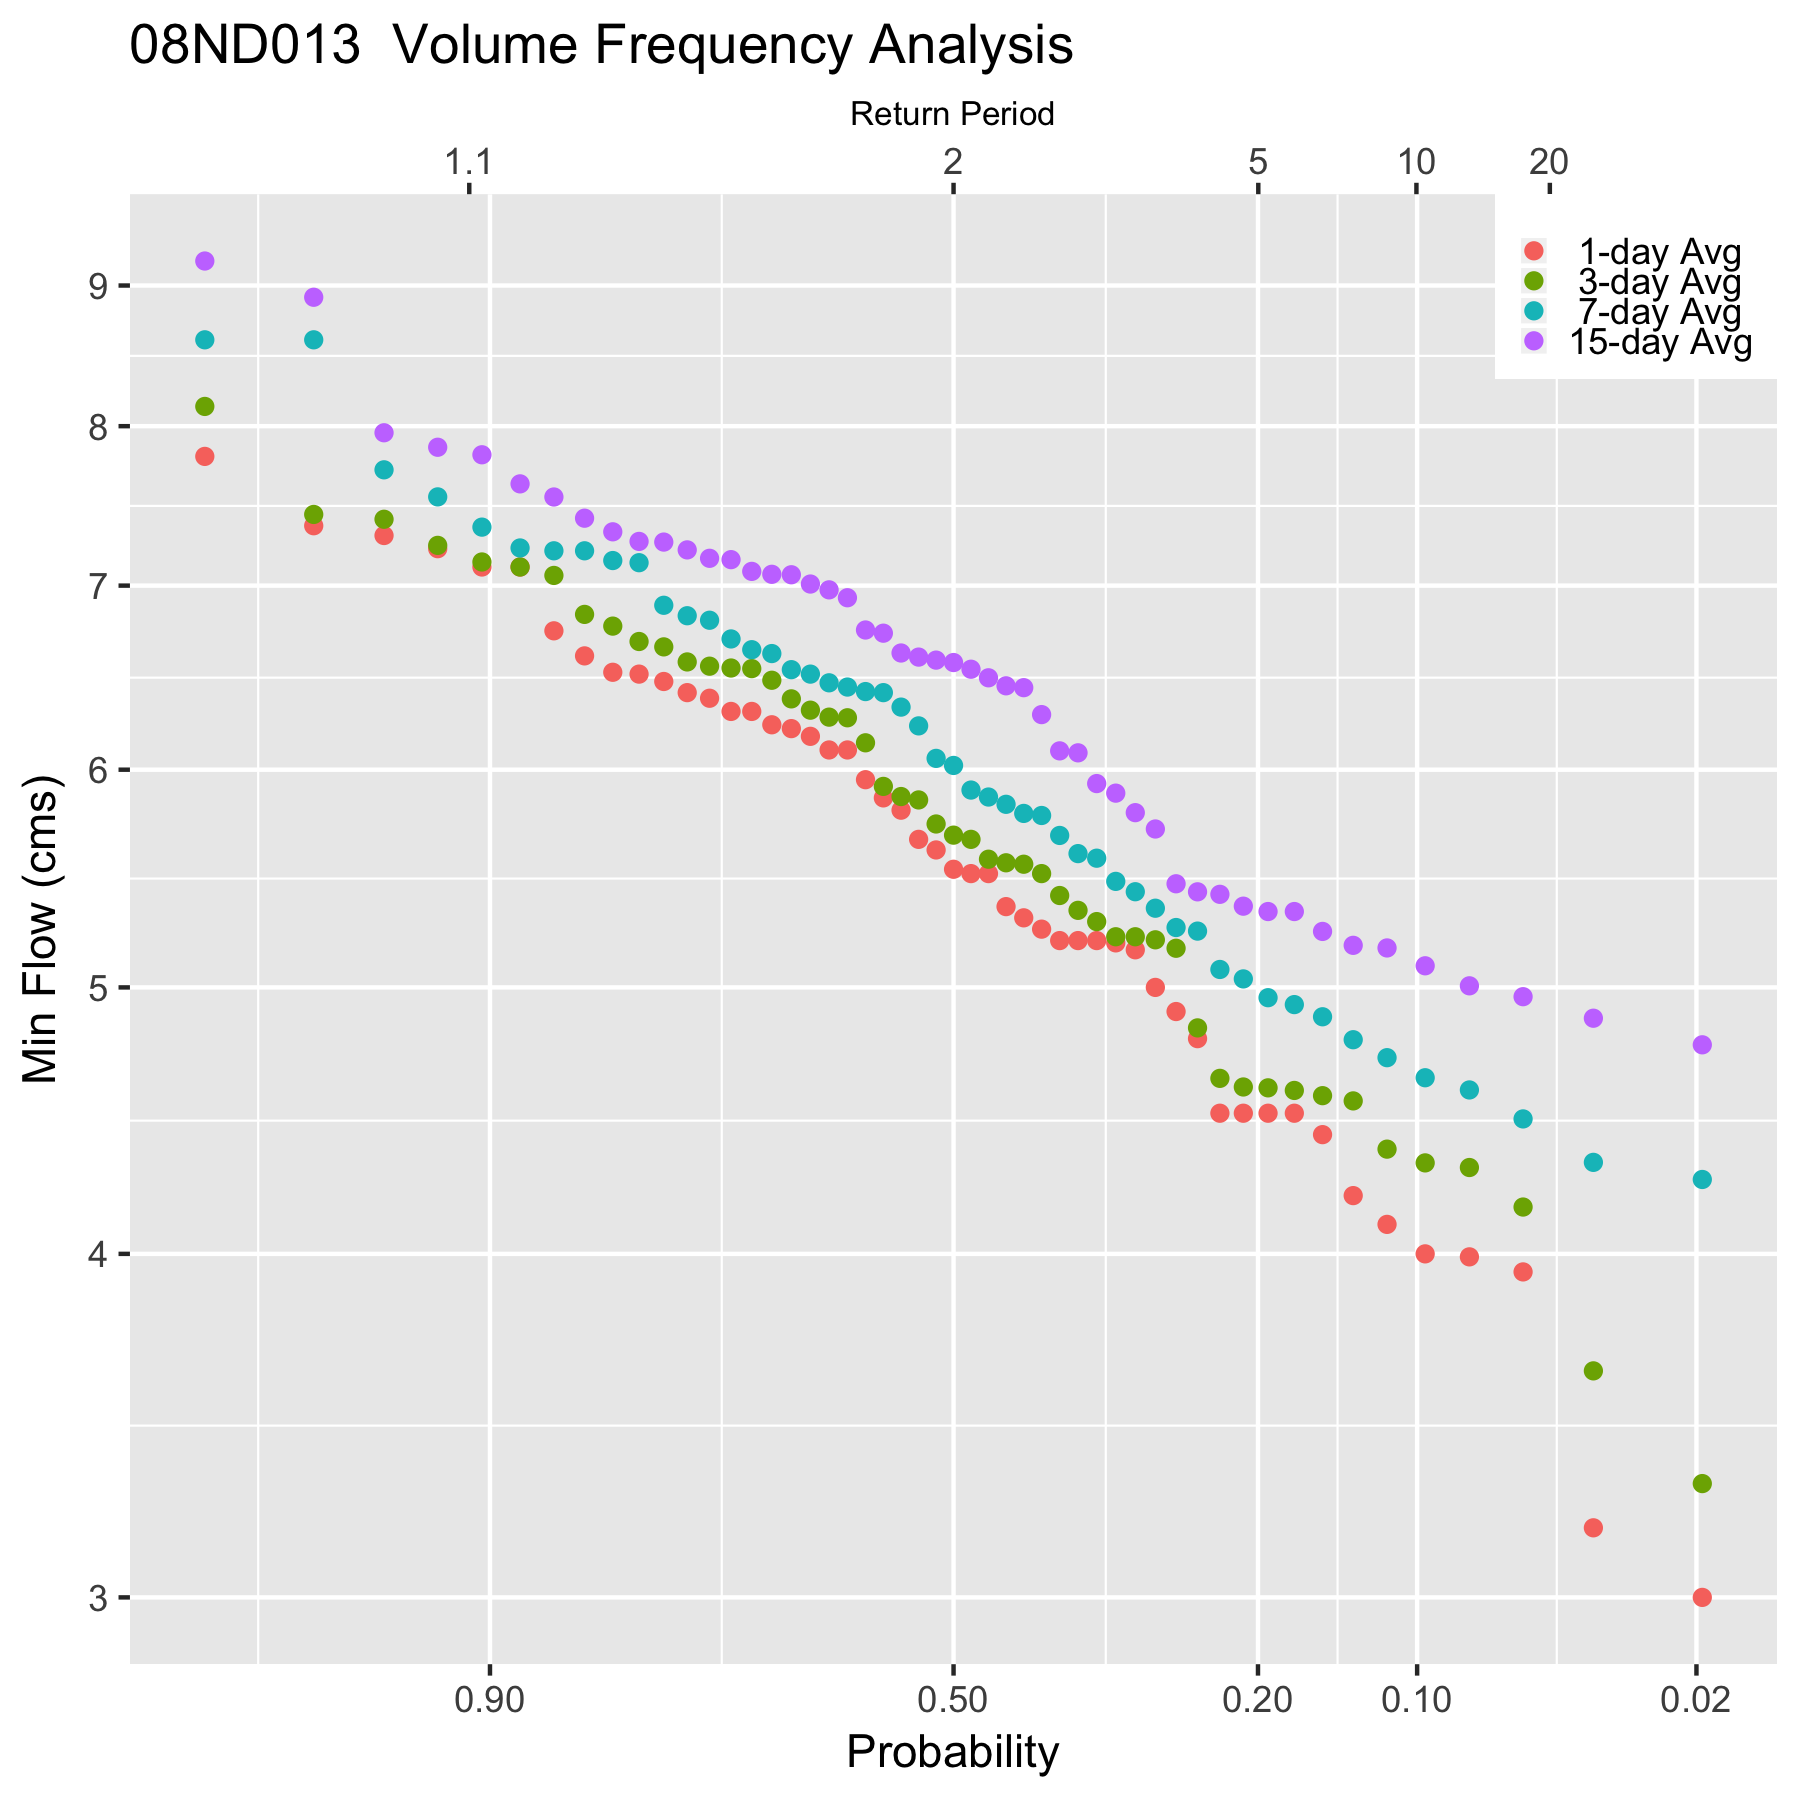 08ND013  Volume Frequency Analysis
Return Period
1.1 2 5 10 20
1-day Avg
3-day Avg
7-day Avg
15-day Avg
9
8
7
6
5
4
3
Min Flow (cms)
0.90 0.50 0.20 0.10 0.02
Probability